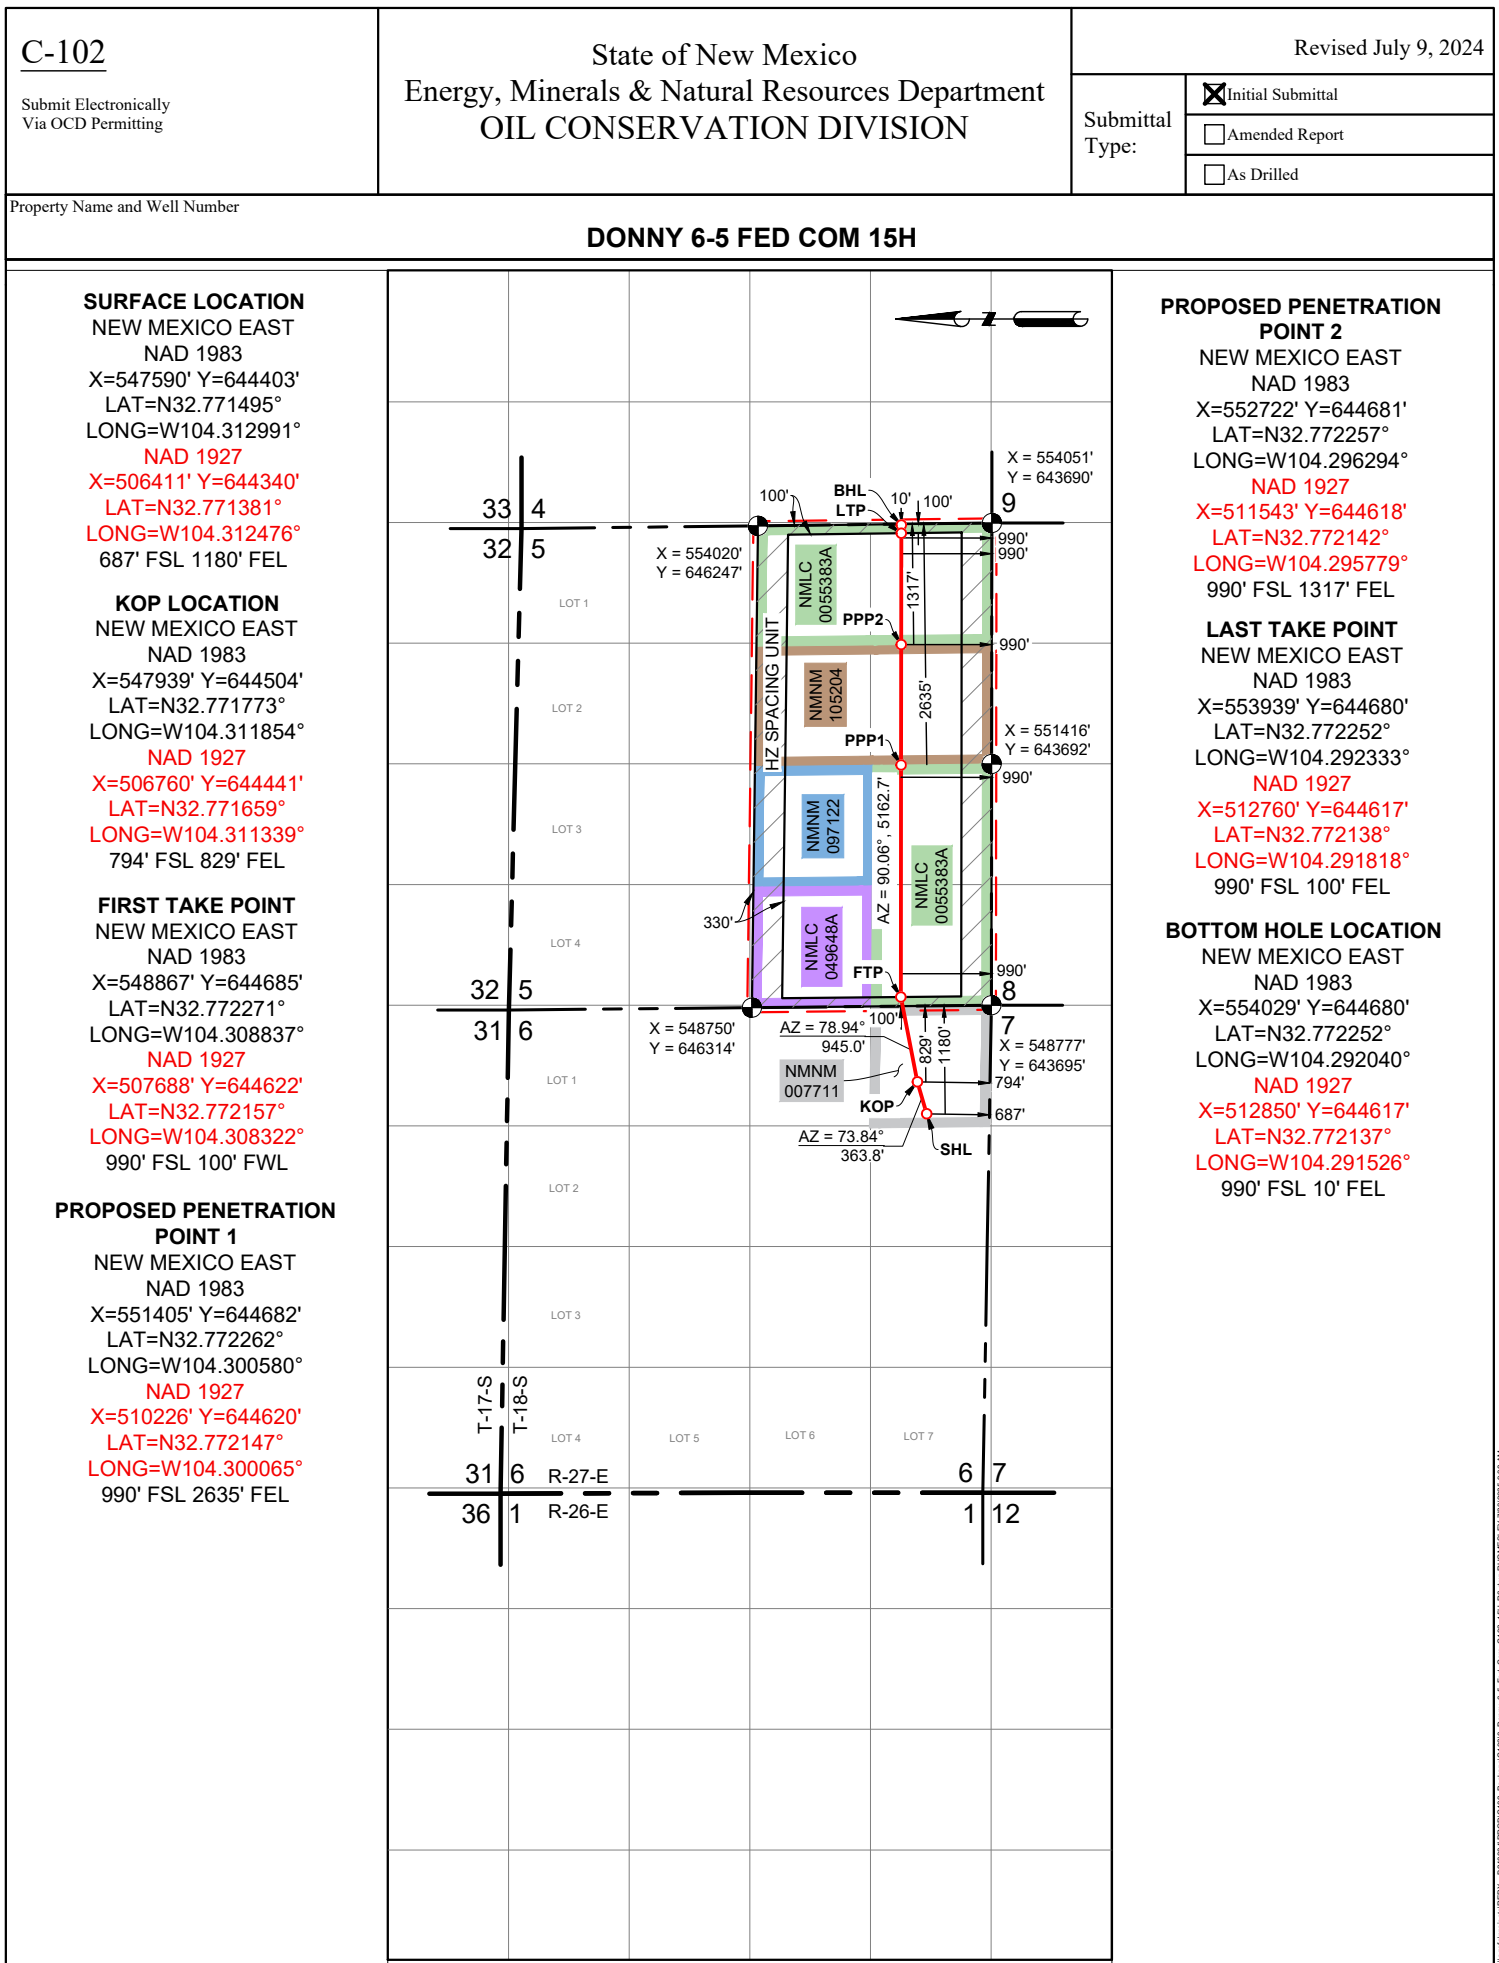 C-102
Submit Electronically
Via OCD Permitting
State of New Mexico
Energy, Minerals & Natural Resources Department
OIL CONSERVATION DIVISION
Revised July 9, 2024
Submittal
Type:
Initial Submittal
Amended Report
As Drilled
Property Name and Well Number
DONNY 6-5 FED COM 15H
SURFACE LOCATION
NEW MEXICO EAST
NAD 1983
X=547590' Y=644403'
LAT=N32.771495°
LONG=W104.312991°
NAD 1927
X=506411' Y=644340'
LAT=N32.771381°
LONG=W104.312476°
687' FSL 1180' FEL
KOP LOCATION
NEW MEXICO EAST
NAD 1983
X=547939' Y=644504'
LAT=N32.771773°
LONG=W104.311854°
NAD 1927
X=506760' Y=644441'
LAT=N32.771659°
LONG=W104.311339°
794' FSL 829' FEL
FIRST TAKE POINT
NEW MEXICO EAST
NAD 1983
X=548867' Y=644685'
LAT=N32.772271°
LONG=W104.308837°
NAD 1927
X=507688' Y=644622'
LAT=N32.772157°
LONG=W104.308322°
990' FSL 100' FWL
PROPOSED PENETRATION
POINT 1
NEW MEXICO EAST
NAD 1983
X=551405' Y=644682'
LAT=N32.772262°
LONG=W104.300580°
NAD 1927
X=510226' Y=644620'
LAT=N32.772147°
LONG=W104.300065°
990' FSL 2635' FEL
N
X = 554051'
Y = 643690'
33 4
32 5
100'
BHL
LTP
10'
100'
9
990'
990'
X = 554020'
Y = 646247'
NMLC
0055383A
1317'
LOT 1
PPP2
990'
HZ SPACING UNIT
NMNM
105204
2635'
LOT 2
PPP1
X = 551416'
Y = 643692'
990'
NMNM
097122
AZ = 90.06°, 5162.7'
LOT 3
NMLC
0055383A
330'
NMLC
049648A
LOT 4
FTP
990'
32 5
31 6
8
7
100'
X = 548750'
Y = 646314'
AZ = 78.94°
945.0'
829'
1180'
X = 548777'
Y = 643695'
NMNM
007711
LOT 1
794'
KOP
687'
AZ = 73.84°
363.8'
SHL
LOT 2
LOT 3
T-17-S
T-18-S
LOT 4
LOT 5
LOT 6
LOT 7
31 6
R-27-E
6 7
36 1
R-26-E
1 12
PROPOSED PENETRATION
POINT 2
NEW MEXICO EAST
NAD 1983
X=552722' Y=644681'
LAT=N32.772257°
LONG=W104.296294°
NAD 1927
X=511543' Y=644618'
LAT=N32.772142°
LONG=W104.295779°
990' FSL 1317' FEL
LAST TAKE POINT
NEW MEXICO EAST
NAD 1983
X=553939' Y=644680'
LAT=N32.772252°
LONG=W104.292333°
NAD 1927
X=512760' Y=644617'
LAT=N32.772138°
LONG=W104.291818°
990' FSL 100' FEL
BOTTOM HOLE LOCATION
NEW MEXICO EAST
NAD 1983
X=554029' Y=644680'
LAT=N32.772252°
LONG=W104.292040°
NAD 1927
X=512850' Y=644617'
LAT=N32.772137°
LONG=W104.291526°
990' FSL 10' FEL